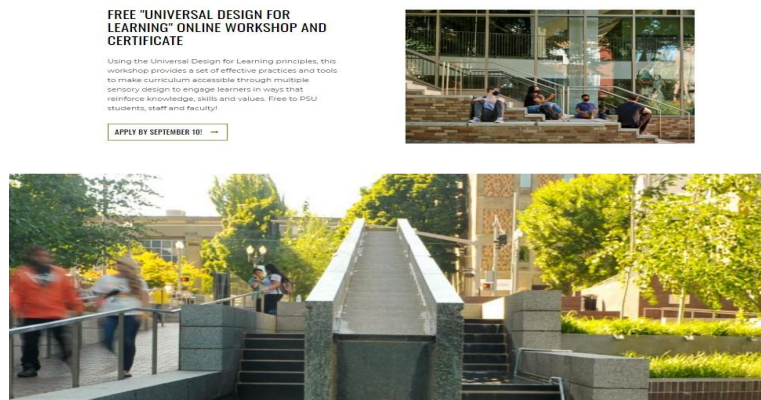 FREE "UNIVERSAL DESIGN FOR
LEARNING" ONLINE WORKSHOP AND
CERTIFICATE
Using the Universal Design for Learning principles, this
workshop provides a set of effective practices and tools
to make curriculum accessible through multiple
sensory design to engage learners in ways that
reinforce knowledge, skills and values. Free to PSU
students, staff and faculty!
APPLY BY SEPTEMBER 10! →